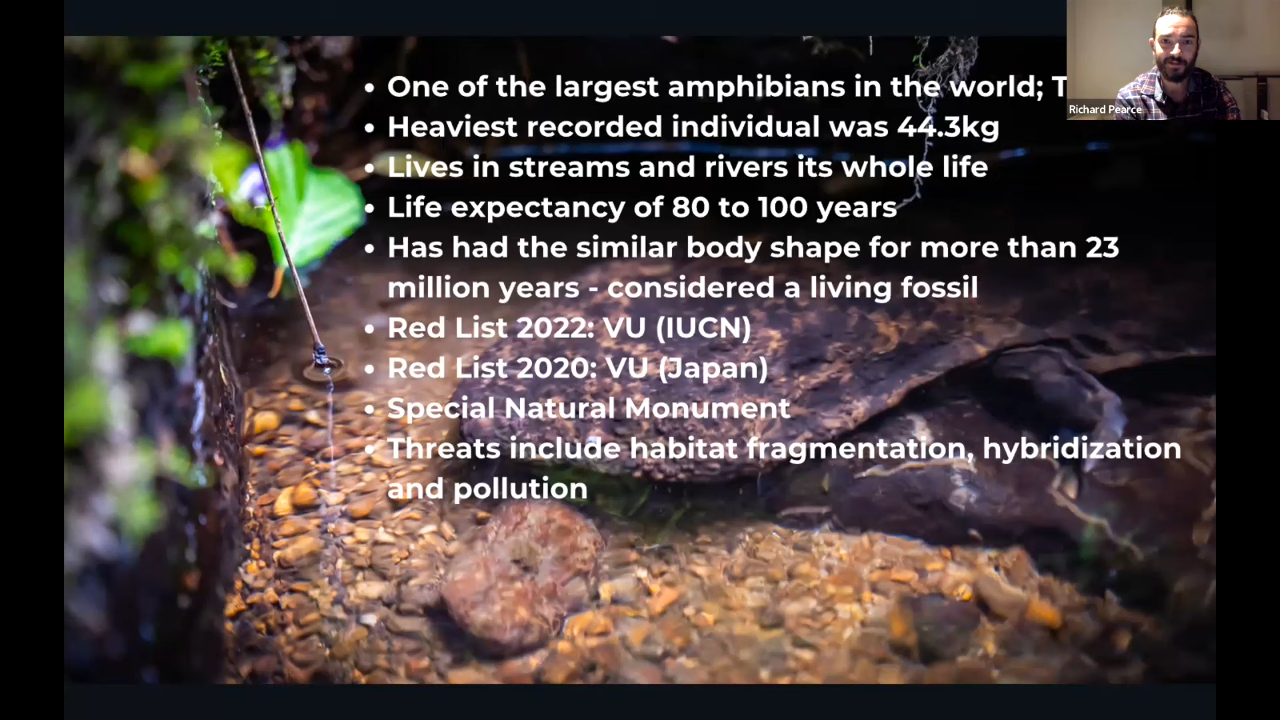 • One of the largest amphibians in the world;
• Heaviest recorded individual was 44.3kg
• Lives in streams and rivers its whole life
• Life expectancy of 80 to 100 years
• Has had the similar body shape for more than 23
million years - considered a living fossil
• Red List 2022: VU (IUCN)
• Red List 2020: VU (Japan)
• Special Natural Monument
• Threats include habitat fragmentation, hybridization
and pollution
Richard Pearce